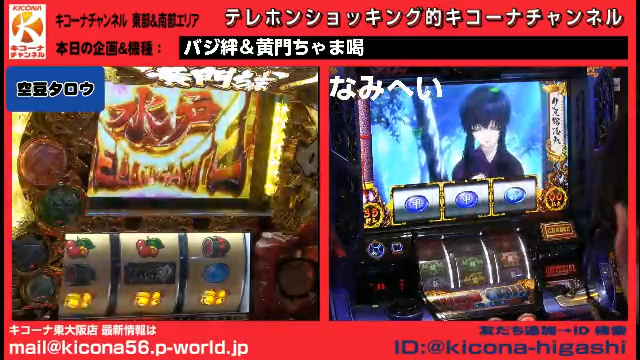 KICONA
キコーナ
チャンネル
キコーナチャンネル 東部&南部エリア
テレホンショッキング的キコーナチャンネル
本日の企画&機種：
バジ絆&黄門ちゃま喝
空豆タロウ
なみへい
水戸
甲
CHANCE
UNIVERSAL
キコーナ東大阪店 最新情報は
mail@kicona56.p-world.jp
友だち追加→ID 検索
ID:@kicona-higashi